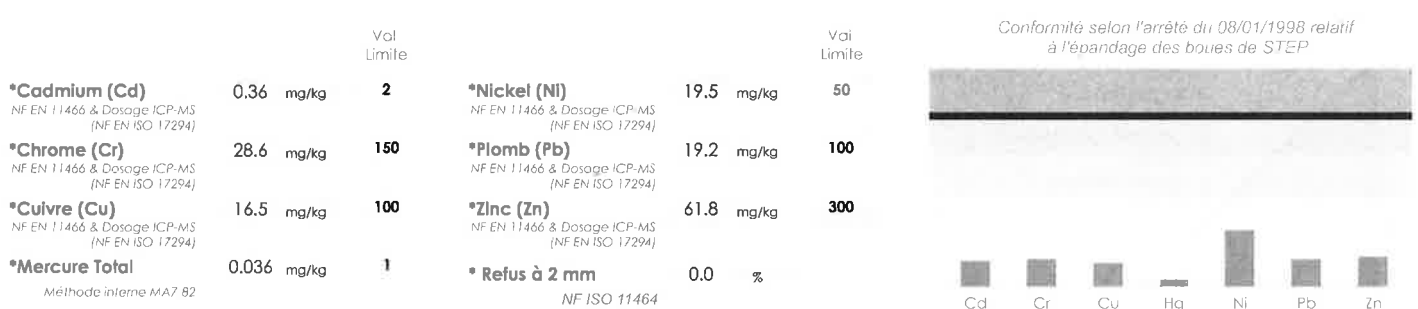 Val
Limite
Vai
Limite
Conformité selon l'arrêté du 08/01/1998 relatif
à l'épandage des boues de STEP
*Cadmium (Cd) 0.36 mg/kg 2
NF EN 11466 & Dosage ICP-MS
(NF EN ISO 17294)
*Chrome (Cr) 28.6 mg/kg 150
NF EN 11466 & Dosage ICP-MS
(NF EN ISO 17294)
*Cuivre (Cu) 16.5 mg/kg 100
NF EN 11466 & Dosage ICP-MS
(NF EN ISO 17294)
*Mercure Total 0.036 mg/kg 1
Méthode interne MA7 82
*Nickel (Ni) 19.5 mg/kg 50
NF EN 11466 & Dosage ICP-MS
(NF EN ISO 17294)
*Plomb (Pb) 19.2 mg/kg 100
NF EN 11466 & Dosage ICP-MS
(NF EN ISO 17294)
*Zinc (Zn) 61.8 mg/kg 300
NF EN 11466 & Dosage ICP-MS
(NF EN ISO 17294)
* Refus à 2 mm 0.0 %
NF ISO 11464
Cd Cr Cu Hg Ni Pb Zn